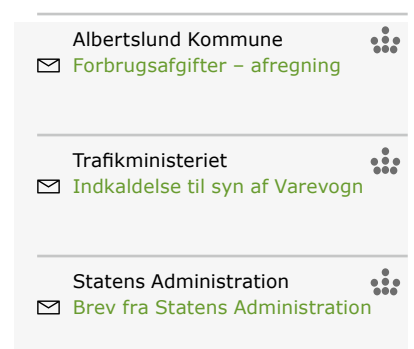 Albertslund Kommune
Forbrugsafgifter – afregning
Trafikministeriet
Indkaldelse til syn af Varevogn
Statens Administration
Brev fra Statens Administration